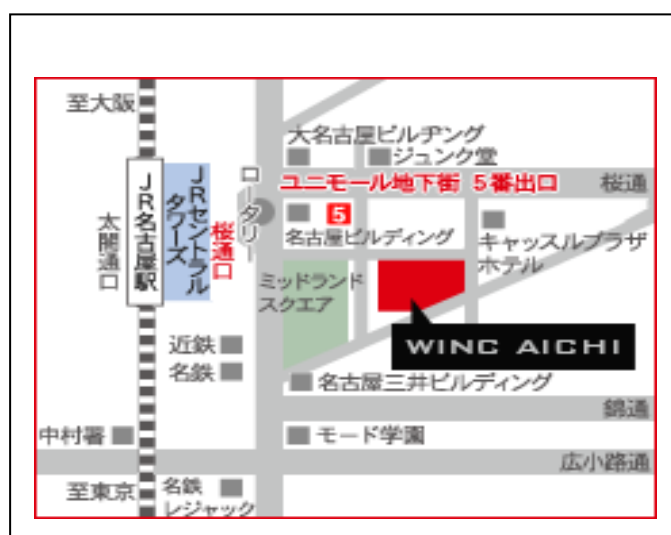 至大阪
大名古屋ビルヂング
ジュンク堂
ユニモール地下街 5番出口
桜通
JR名古屋駅
JRセントラル
タワーズ
桜通口
太閤通口
ロータリー
5
名古屋ビルディング
キャッスルプラザ
ホテル
ミッドランド
スクエア
WINC AICHI
近鉄
名鉄
名古屋三井ビルディング
錦通
中村署
モード学園
広小路通
至東京
名鉄
レジャック